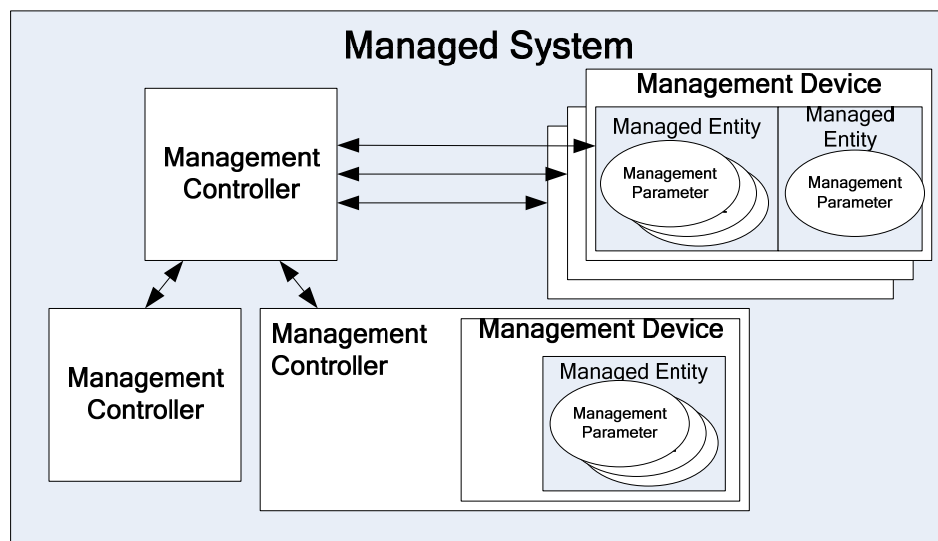 Managed System
Management Device
Management
Controller
Managed Entity
Management
Parameter
Managed
Entity
Management
Parameter
Management
Controller
Management
Controller
Management Device
Managed Entity
Management
Parameter